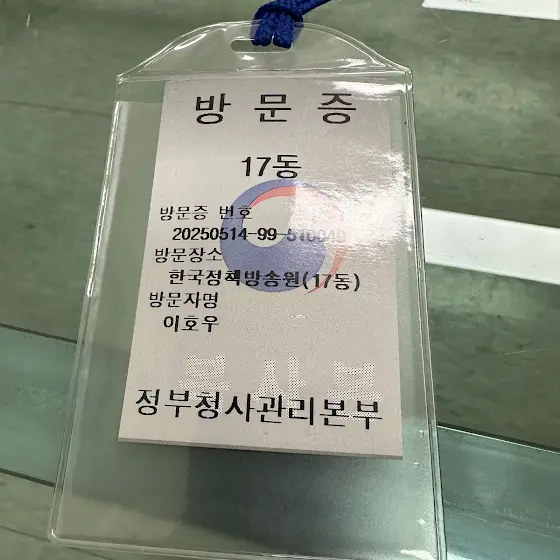 방 문 증
17동
방문증 번호
20250514-99-
방문장소
한국정책방송원(17동)
방문자명
이호우
정부청사관리본부